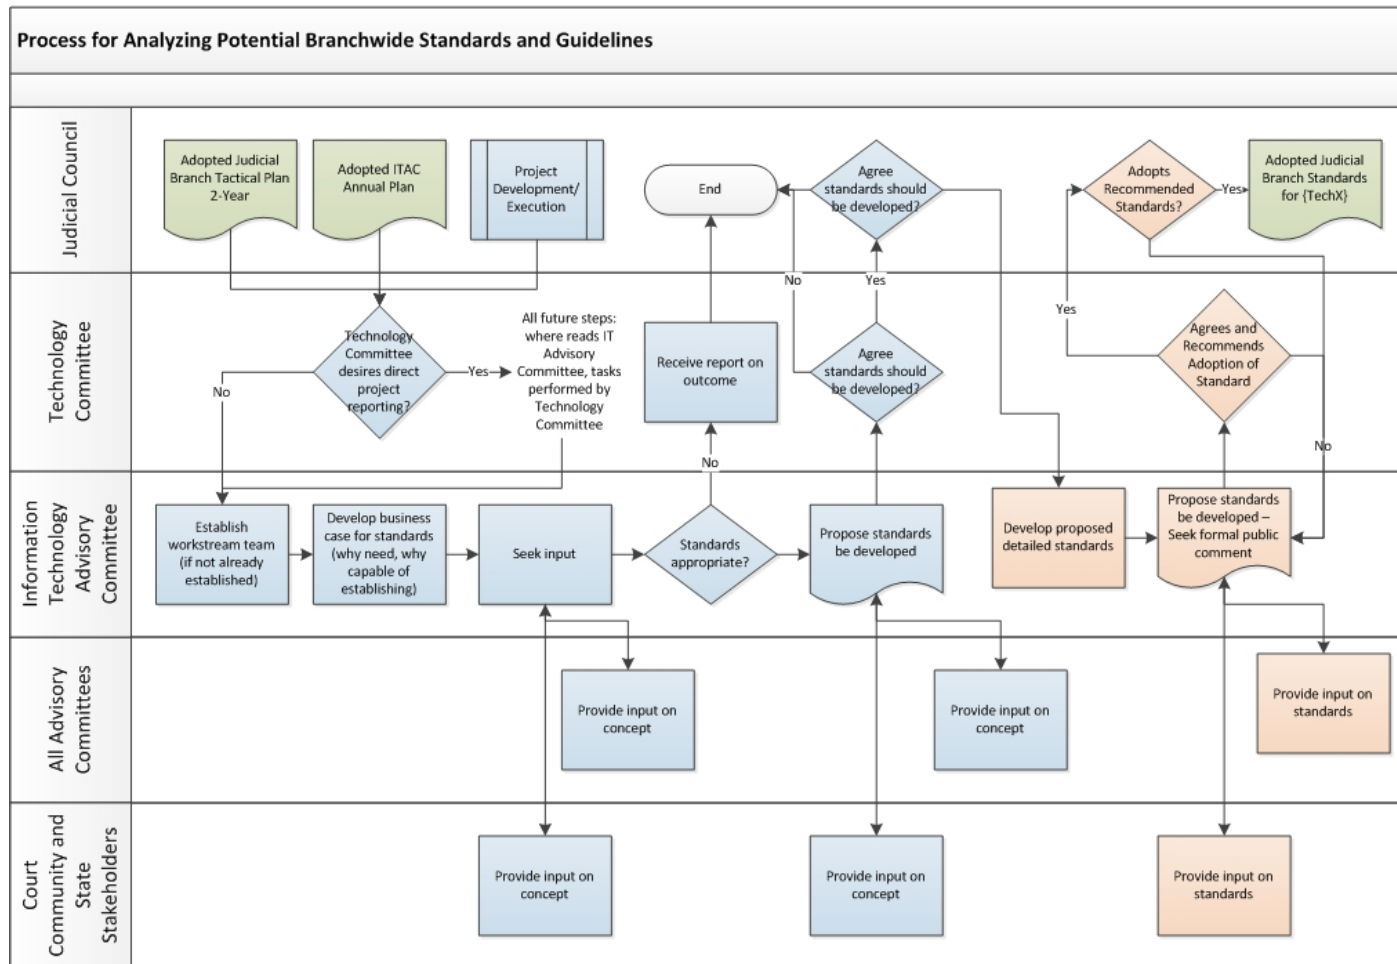 Process for Analyzing Potential Branchwide Standards and Guidelines
Judicial Council
Adopted Judicial
Branch Tactical Plan
2-Year
Adopted ITAC
Annual Plan
Project
Development/
Execution
End
Agree
standards should
be developed?
Adopts
Recommended
Standards?
Yes
Adopted Judicial
Branch Standards
for {TechX}
Technology
Committee
Technology
Committee
desires direct
project
reporting?
No
Yes
All future steps:
where reads IT
Advisory
Committee, tasks
performed by
Technology
Committee
Receive report on
outcome
No
Yes
Agree
standards should
be developed?
Yes
Agrees and
Recommends
Adoption of
Standard
No
Information
Technology
Advisory
Committee
Establish
workstream team
(if not already
established)
Develop business
case for standards
(why need, why
capable of
establishing)
Seek input
No
Standards
appropriate?
Propose standards
be developed
Develop proposed
detailed standards
Propose standards
be developed –
Seek formal public
comment
All Advisory
Committees
Provide input on
concept
Provide input on
concept
Provide input on
standards
Court
Community and
State
Stakeholders
Provide input on
concept
Provide input on
concept
Provide input on
standards